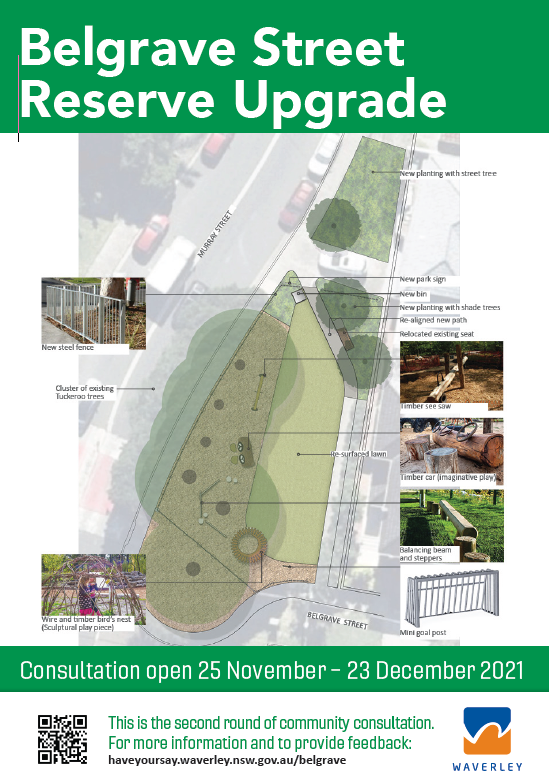 Belgrave Street
Reserve Upgrade
New planting with street tree
MURRAY STREET
New park sign
New bin
New planting with shade trees
Re-aligned new path
Relocated existing seat
New steel fence
Cluster of existing
Tuckeroo trees
Timber see saw
Re-surfaced lawn
Timber car (imaginative play)
Balancing beam
and steppers
Wire and timber bird's nest
(Sculptural play piece)
BELGRAVE STREET
Mini goal post
Consultation open 25 November – 23 December 2021
This is the second round of community consultation.
For more information and to provide feedback:
haveyoursay.waverley.nsw.gov.au/belgrave
WAVERLEY